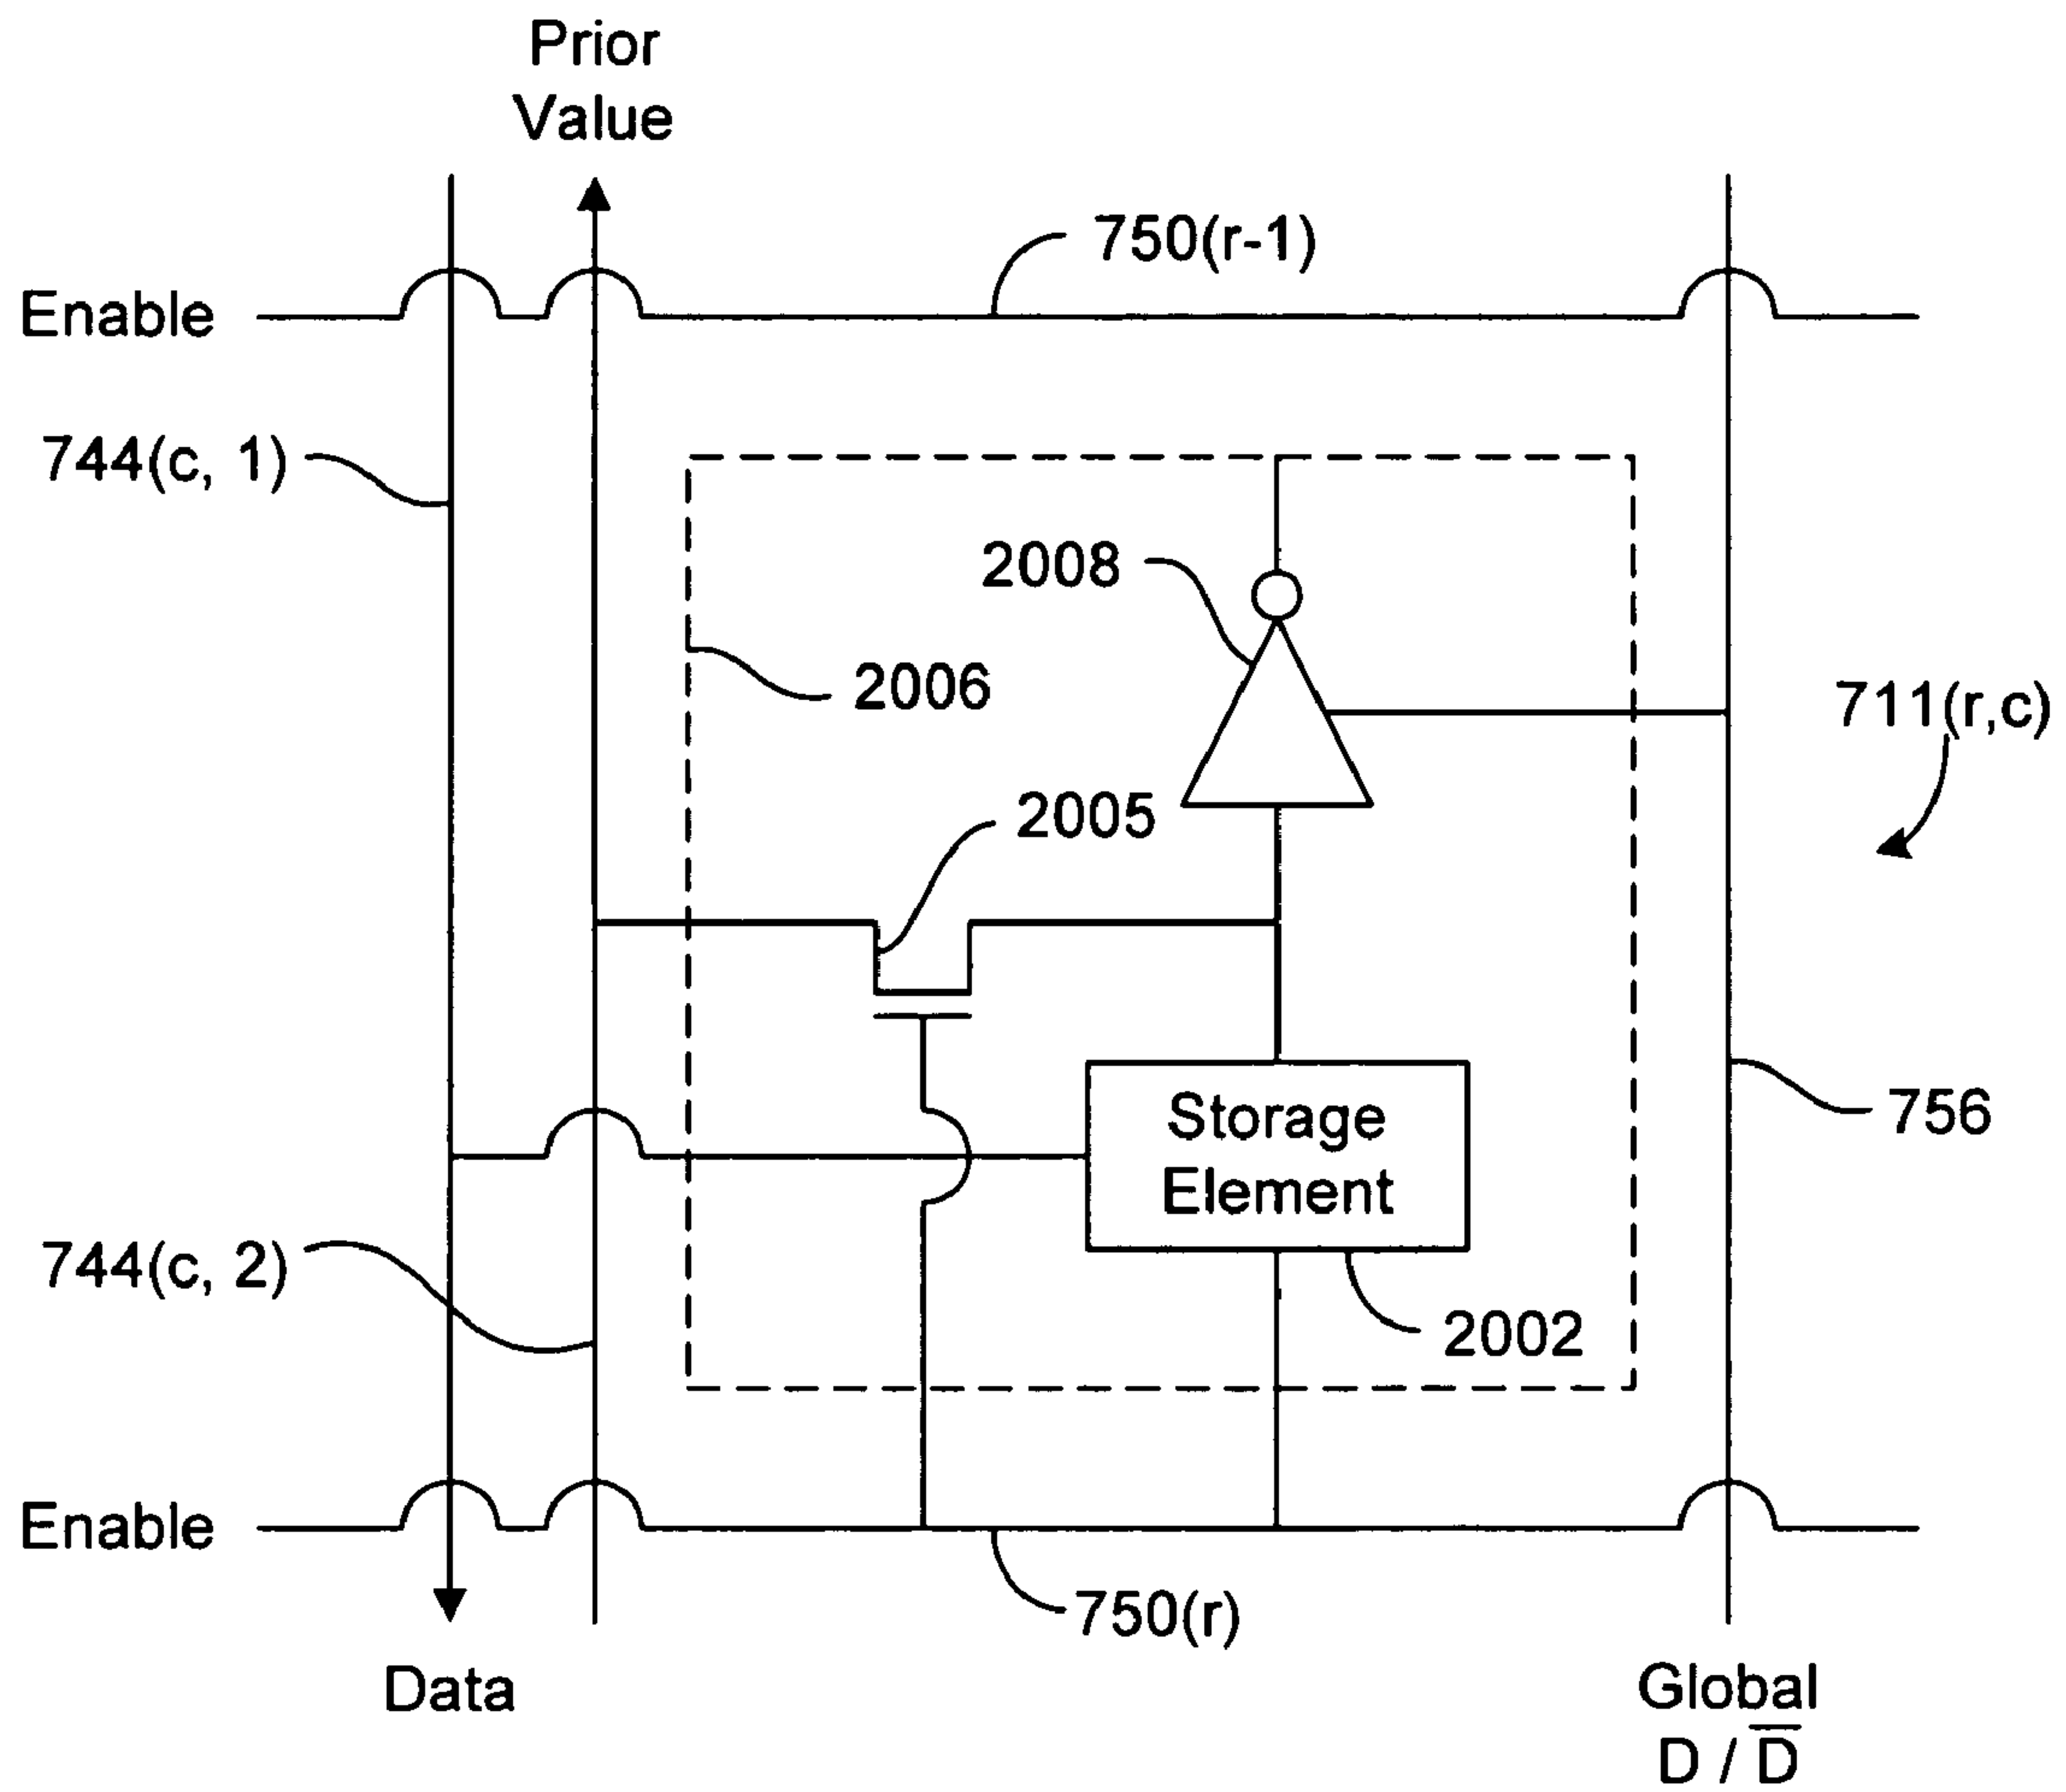 Prior
Value
750(r-1)
Enable
744(c, 1)
2008
2006
711(r,c)
2005
756
Storage
Element
744(c, 2)
2002
Enable
750(r)
Data
Global
D / D̅